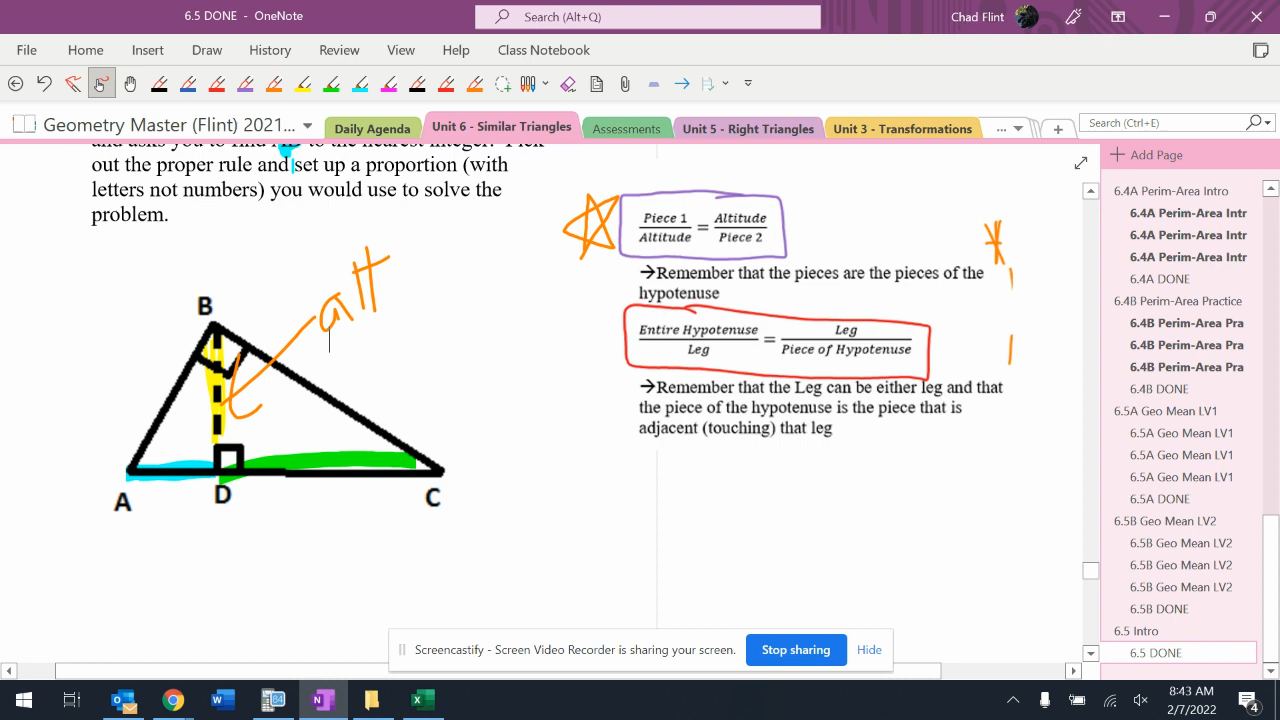 6.5 DONE - OneNote
Search (Alt+Q)
Chad Flint
File Home Insert Draw History Review View Help Class Notebook
Geometry Master (Flint) 2021...
Daily Agenda
Unit 6 - Similar Triangles
Assessments
Unit 5 - Right Triangles
Unit 3 - Transformations
...
Search (Ctrl+E)
to the nearest integer?
out the proper rule and set up a proportion (with
letters not numbers) you would use to solve the
problem.
alt
B
A
D
C
Piece 1 / Altitude = Altitude / Piece 2
→Remember that the pieces are the pieces of the
hypotenuse
Entire Hypotenuse / Leg = Leg / Piece of Hypotenuse
→Remember that the Leg can be either leg and that
the piece of the hypotenuse is the piece that is
adjacent (touching) that leg
Add Page
6.4A Perim-Area Intro
6.4A Perim-Area Intr
6.4A Perim-Area Intr
6.4A Perim-Area Intr
6.4A DONE
6.4B Perim-Area Practice
6.4B Perim-Area Pra
6.4B Perim-Area Pra
6.4B Perim-Area Pra
6.4B DONE
6.5A Geo Mean LV1
6.5A Geo Mean LV1
6.5A Geo Mean LV1
6.5A Geo Mean LV1
6.5A DONE
6.5B Geo Mean LV2
6.5B Geo Mean LV2
6.5B Geo Mean LV2
6.5B Geo Mean LV2
6.5B DONE
6.5 Intro
6.5 DONE
Screencastify - Screen Video Recorder is sharing your screen.
Stop sharing
Hide
8:43 AM
2/7/2022
4